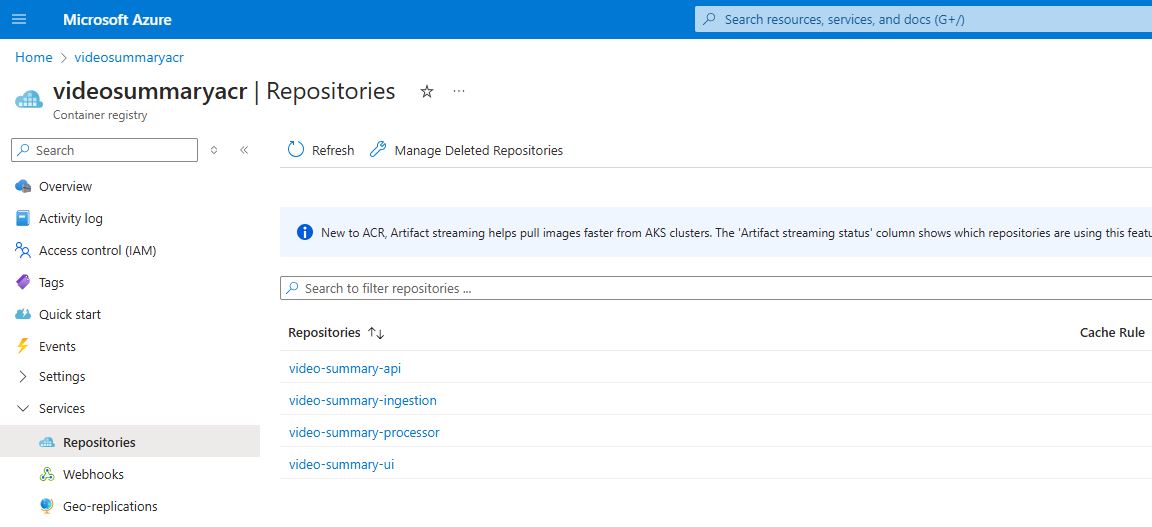 Microsoft Azure
Search resources, services, and docs (G+/)
Home > videosummaryacr
videosummaryacr | Repositories
Container registry
Search
Refresh
Manage Deleted Repositories
Overview
Activity log
Access control (IAM)
Tags
Quick start
Events
Settings
Services
Repositories
Webhooks
Geo-replications
New to ACR, Artifact streaming helps pull images faster from AKS clusters. The 'Artifact streaming status' column shows which repositories are using this
Search to filter repositories ...
Repositories
Cache Rule
video-summary-api
video-summary-ingestion
video-summary-processor
video-summary-ui